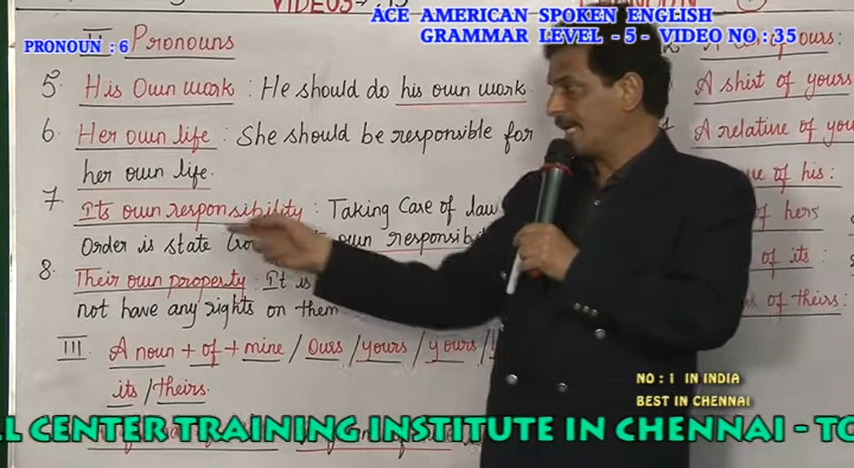 VIDEOS
ACE AMERICAN SPOKEN ENGLISH
GRAMMAR LEVEL - 5 - VIDEO NO : 35
PRONOUN : 6
II Pronouns
5. His Own work : He should do his own work
6. Her own life : She should be responsible for
her own life.
7. Its own responsibility : Taking Care of law
Order is state own
8. Their own property : It is
not have any rights on them.
III A noun + of + mine / Ours / yours / yours /
its / theirs.
ours:
A shirt of yours
A relative of
of his:
of hers
of its:
of theirs:
NO : 1 IN INDIA
BEST IN CHENNAI
CENTER TRAINING INSTITUTE IN CHENNAI -